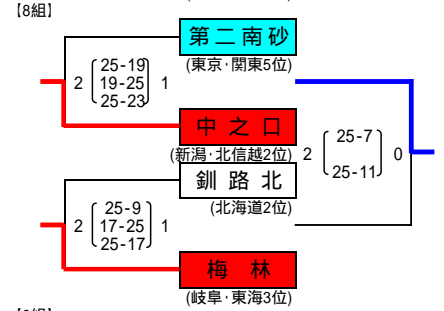 【8組】
第二南砂
(東京･関東5位)
2 25-19 1
19-25
25-23
中之口
(新潟･北信越2位)
2 25-7 0
25-11
釧路北
(北海道2位)
2 25-9 1
17-25
25-17
梅林
(岐阜･東海3位)